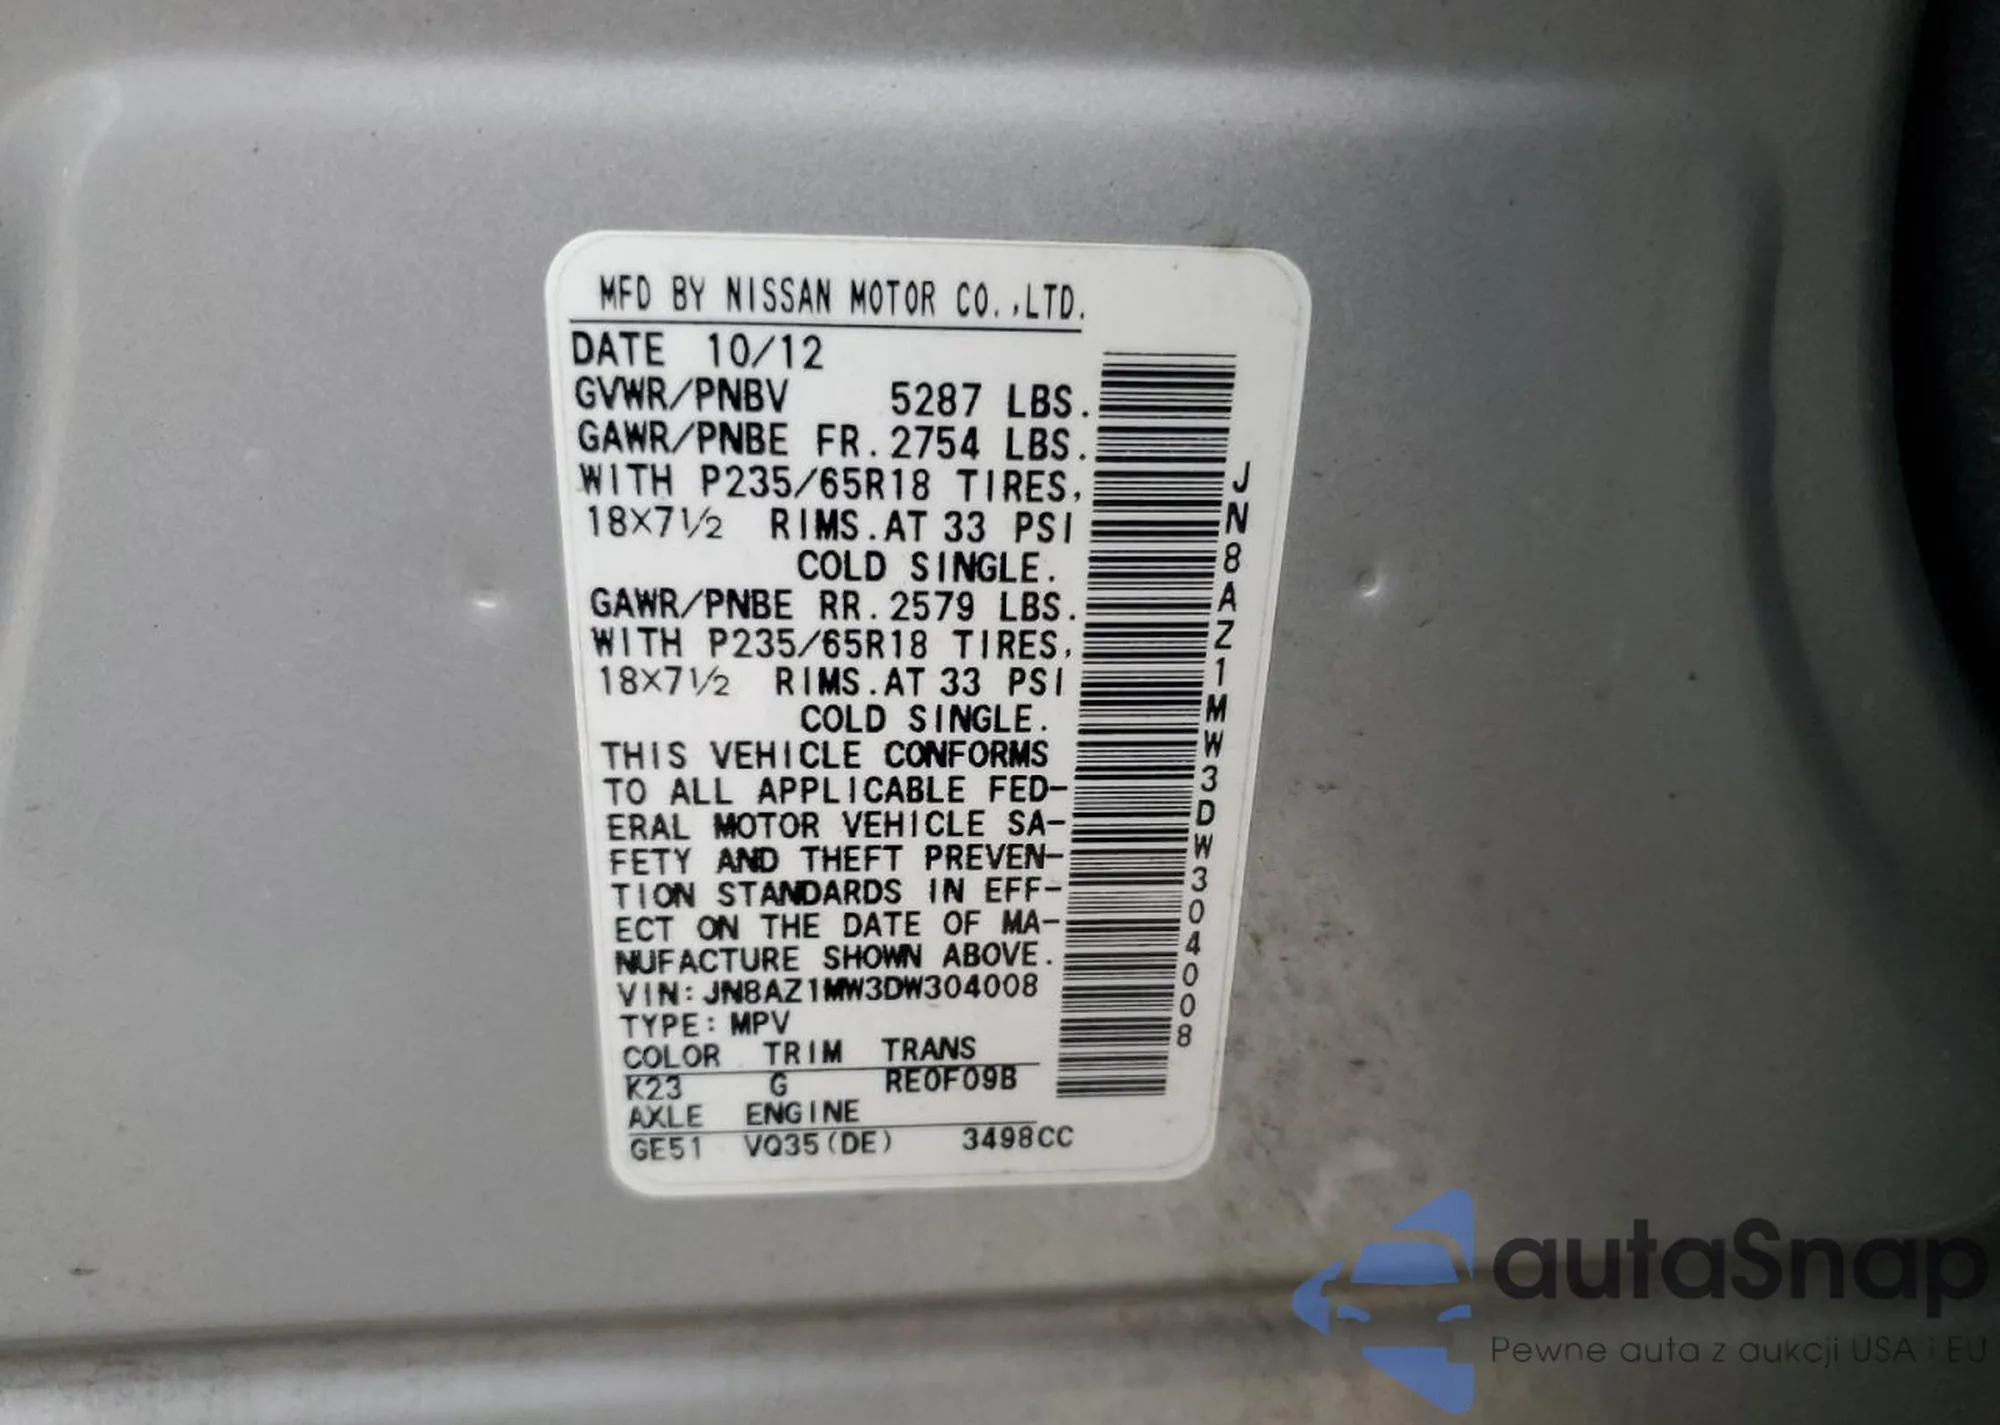 MFD BY NISSAN MOTOR CO.,LTD.
DATE 10/12
GVWR/PNBV 5287 LBS.
GAWR/PNBE FR.2754 LBS.
WITH P235/65R18 TIRES,
18×7½ RIMS.AT 33 PSI
COLD SINGLE.
GAWR/PNBE RR.2579 LBS.
WITH P235/65R18 TIRES,
18×7½ RIMS.AT 33 PSI
COLD SINGLE.
THIS VEHICLE CONFORMS
TO ALL APPLICABLE FED-
ERAL MOTOR VEHICLE SA-
FETY AND THEFT PREVEN-
TION STANDARDS IN EFF-
ECT ON THE DATE OF MA-
NUFACTURE SHOWN ABOVE.
VIN: JN8AZ1MW3DW304008
TYPE: MPV
COLOR TRIM TRANS
K23 G RE0F09B
AXLE ENGINE
GE51 VQ35(DE) 3498CC
JN8AZ1MW3DW304008
autaSnap
Pewne auta z aukcji USA i EU